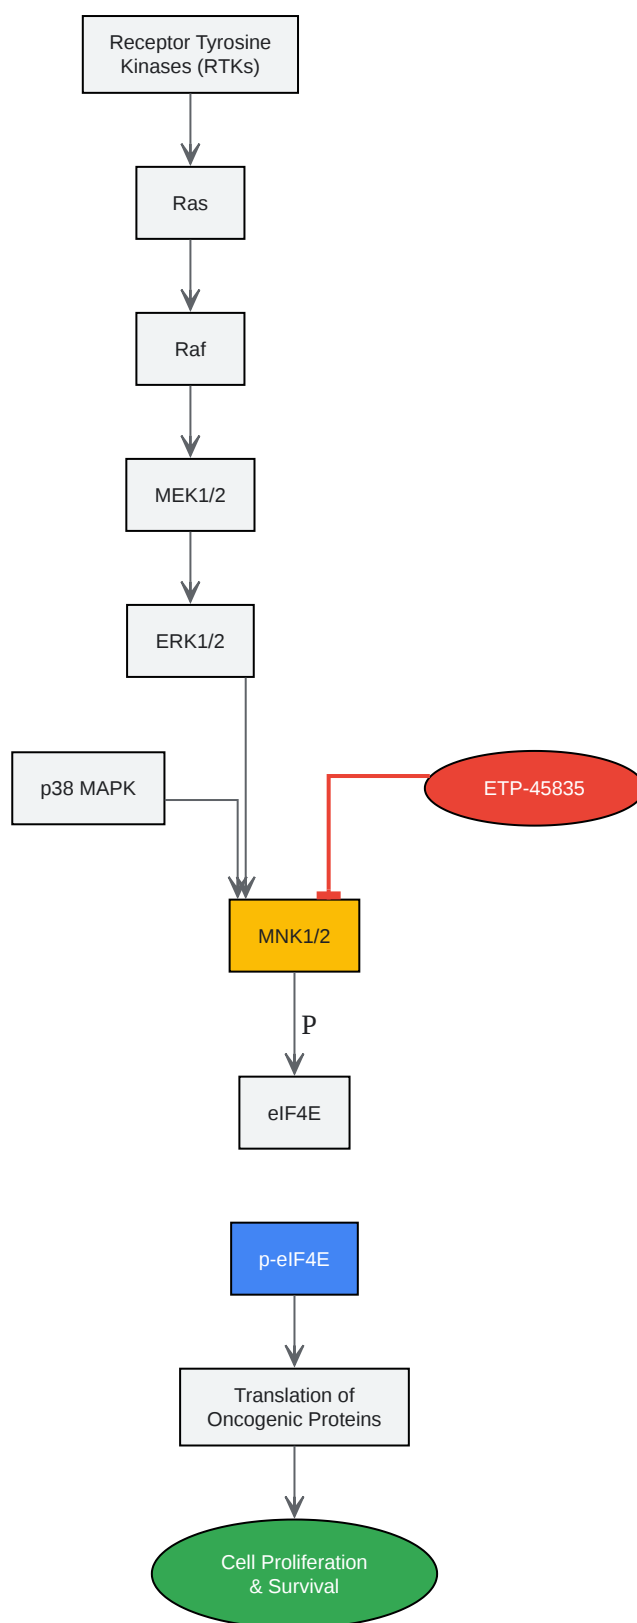 Receptor Tyrosine
Kinases (RTKs)
Ras
Raf
MEK1/2
ERK1/2
p38 MAPK
ETP-45835
MNK1/2
P
eIF4E
p-eIF4E
Translation of
Oncogenic Proteins
Cell Proliferation
& Survival